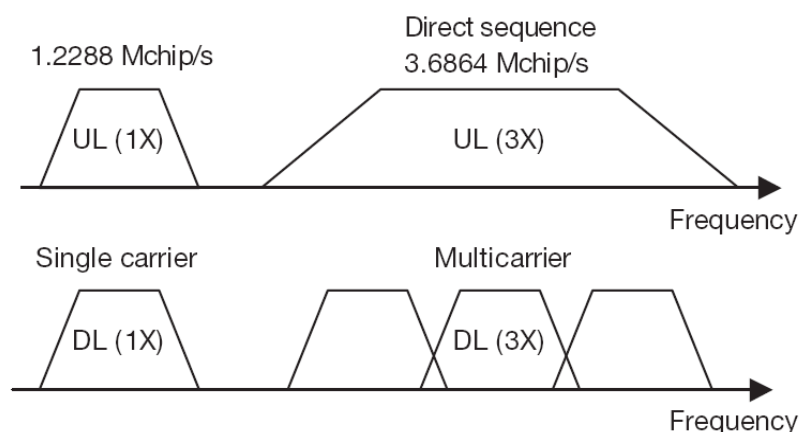 Direct sequence
1.2288 Mchip/s
3.6864 Mchip/s
UL (1X)
UL (3X)
Frequency
Single carrier
Multicarrier
DL (1X)
DL (3X)
Frequency